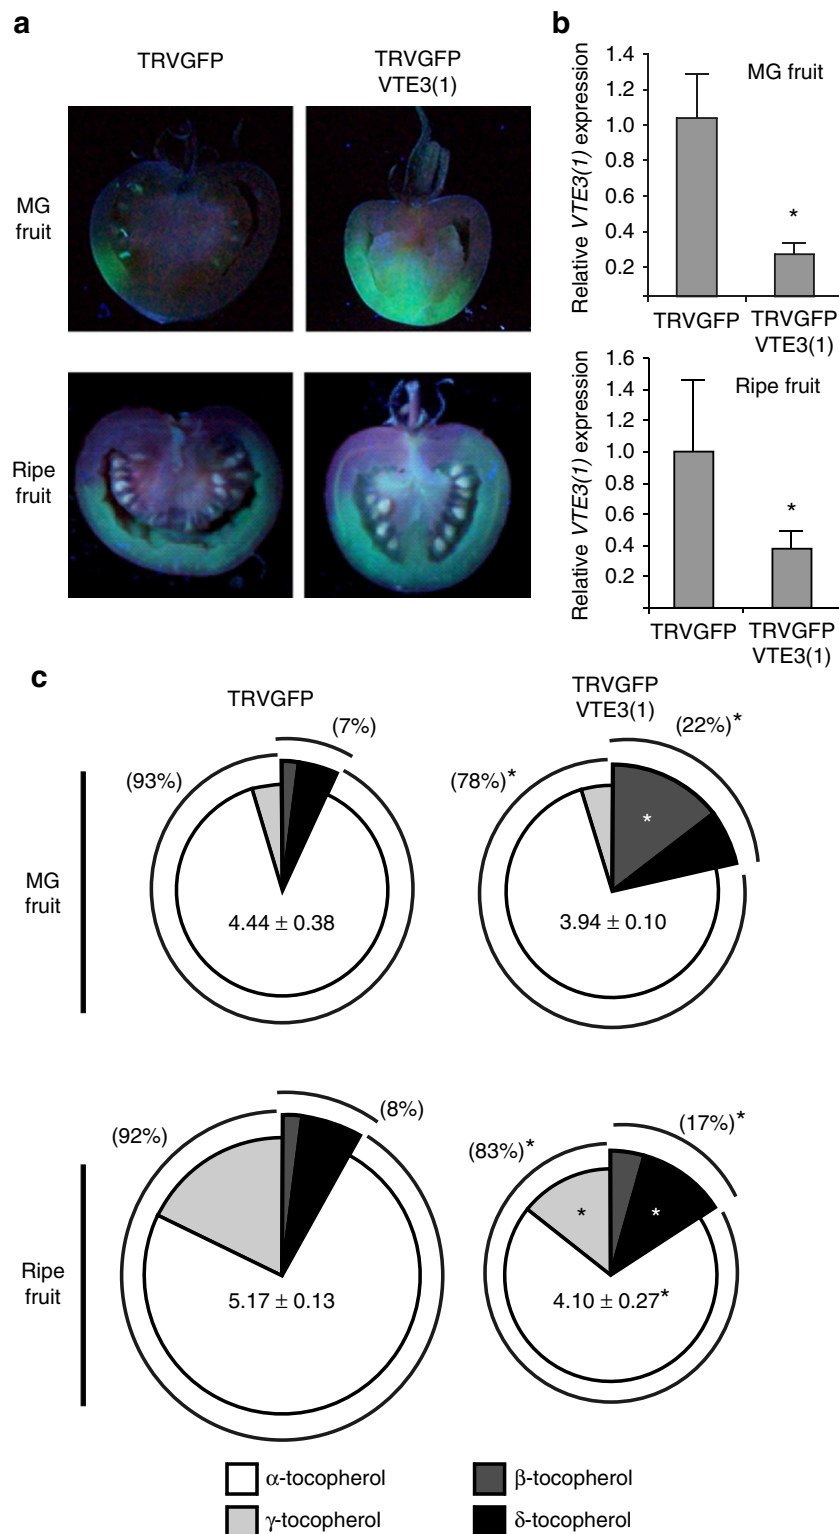 a
TRVGFP
TRVGFP
VTE3(1)
MG
fruit
Ripe
fruit
b
Relative VTE3(1) expression
1.4
1.2
1.0
0.8
0.6
0.4
0.2
MG fruit
*
TRVGFP
TRVGFP
VTE3(1)
Relative VTE3(1) expression
1.6
1.4
1.2
1.0
0.8
0.6
0.4
0.2
Ripe fruit
*
TRVGFP
TRVGFP
VTE3(1)
c
TRVGFP
TRVGFP
VTE3(1)
MG
fruit
(93%)
(7%)
4.44 ± 0.38
(78%)*
(22%)*
*
3.94 ± 0.10
Ripe
fruit
(92%)
(8%)
5.17 ± 0.13
(83%)*
(17%)*
*
*
4.10 ± 0.27*
α-tocopherol
β-tocopherol
γ-tocopherol
δ-tocopherol